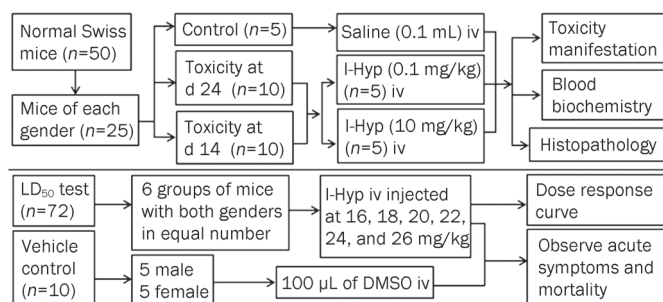 Normal Swiss
mice (n=50)
Mice of each
gender (n=25)
Control (n=5)
Toxicity at
d 24 (n=10)
Toxicity at
d 14 (n=10)
Saline (0.1 mL) iv
I-Hyp (0.1 mg/kg)
(n=5) iv
I-Hyp (10 mg/kg)
(n=5) iv
Toxicity
manifestation
Blood
biochemistry
Histopathology
LD50 test
(n=72)
6 groups of mice
with both genders
in equal number
I-Hyp iv injected
at 16, 18, 20, 22,
24, and 26 mg/kg
Dose response
curve
Vehicle
control
(n=10)
5 male
5 female
100 µL of DMSO iv
Observe acute
symptoms and
mortality